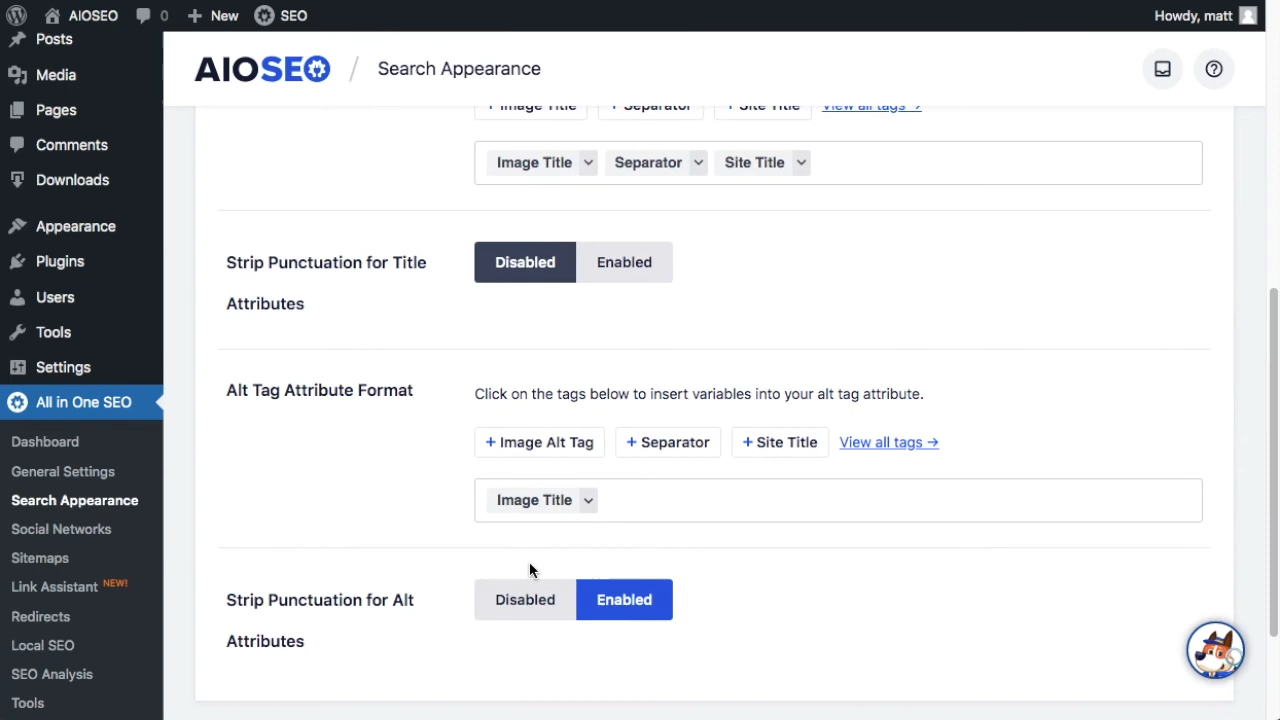 AIOSEO 0 + New SEO Howdy, matt
Posts
Media
Pages
Comments
Downloads
Appearance
Plugins
Users
Tools
Settings
All in One SEO
Dashboard
General Settings
Search Appearance
Social Networks
Sitemaps
Link Assistant NEW!
Redirects
Local SEO
SEO Analysis
Tools
AIOSEO / Search Appearance
+ Image Title + Separator + Site Title View all tags →
Image Title Separator Site Title
Strip Punctuation for Title
Attributes
Disabled Enabled
Alt Tag Attribute Format
Click on the tags below to insert variables into your alt tag attribute.
+ Image Alt Tag + Separator + Site Title View all tags →
Image Title
Strip Punctuation for Alt
Attributes
Disabled Enabled